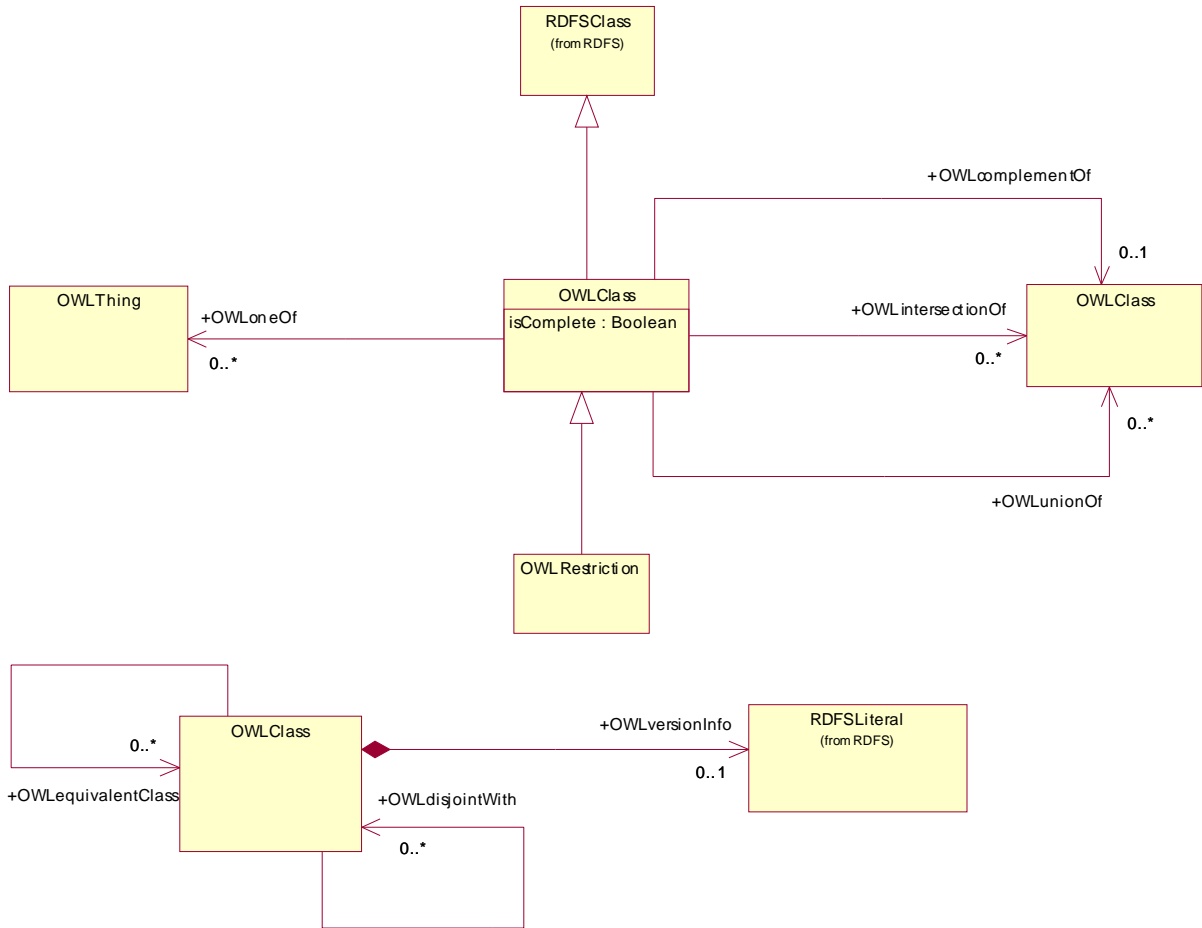 RDFSClass
(from RDFS)
+OWLcomplementOf
0..1
OWLThing
OWLClass
OWLClass
+OWLoneOf
isComplete : Boolean
+OWLintersectionOf
0..*
0..*
0..*
+OWLunionOf
OWLRestriction
OWLClass
+OWLversionInfo
RDFSLiteral
(from RDFS)
0..*
0..1
+OWLequivalentClass
+OWLdisjointWith
0..*